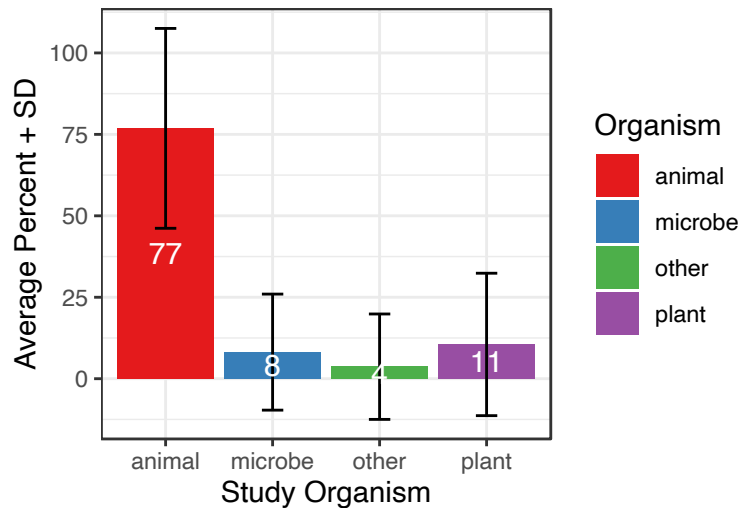 Average Percent + SD
100
75
50
25
0
77
8
4
11
animal
microbe
other
plant
Study Organism
Organism
animal
microbe
other
plant